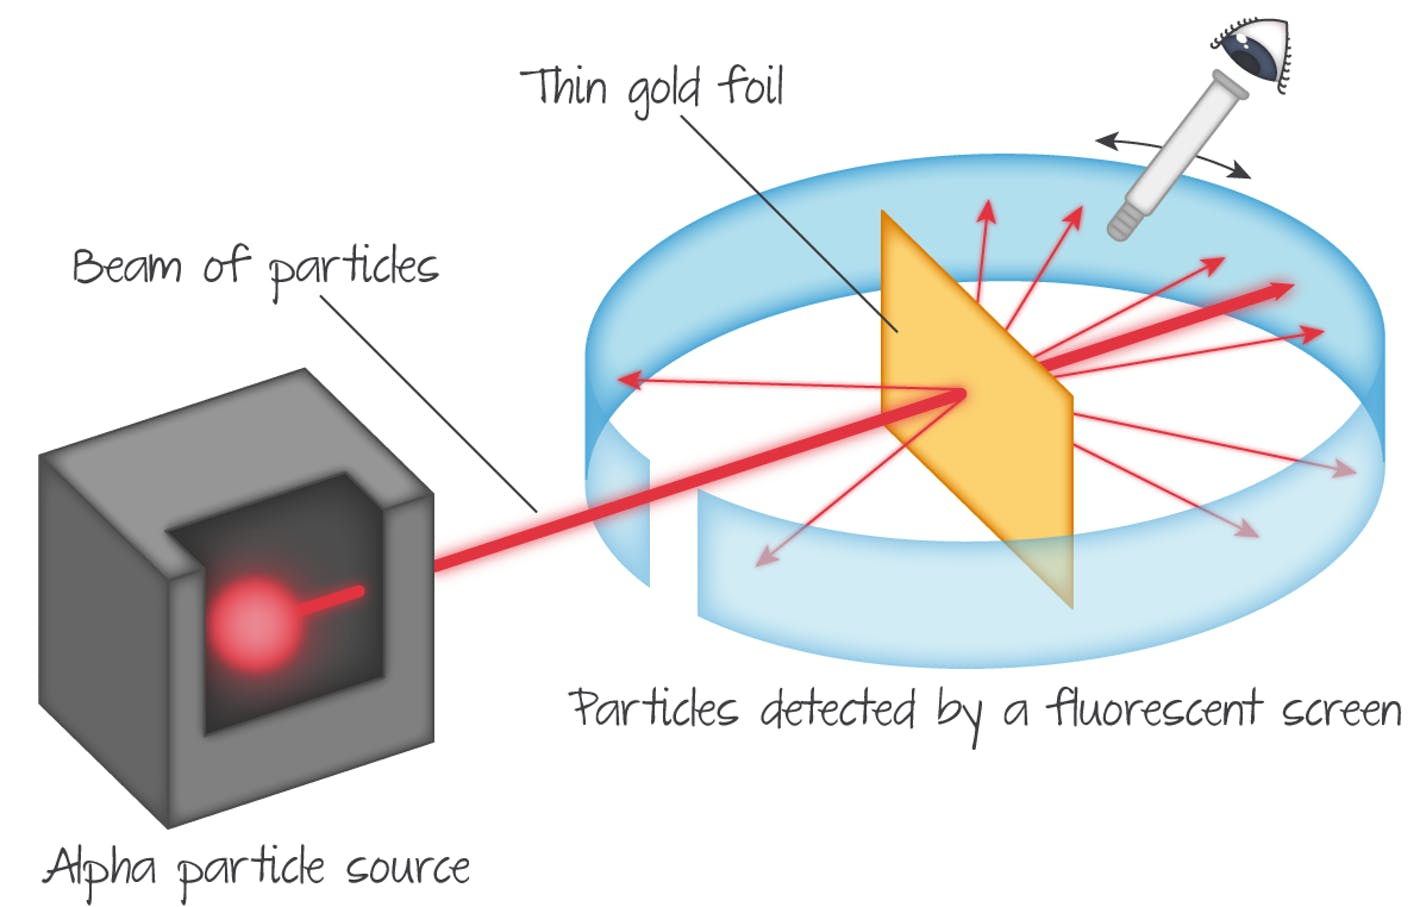 Thin gold foil
Beam of particles
Particles detected by a fluorescent screen
Alpha particle source